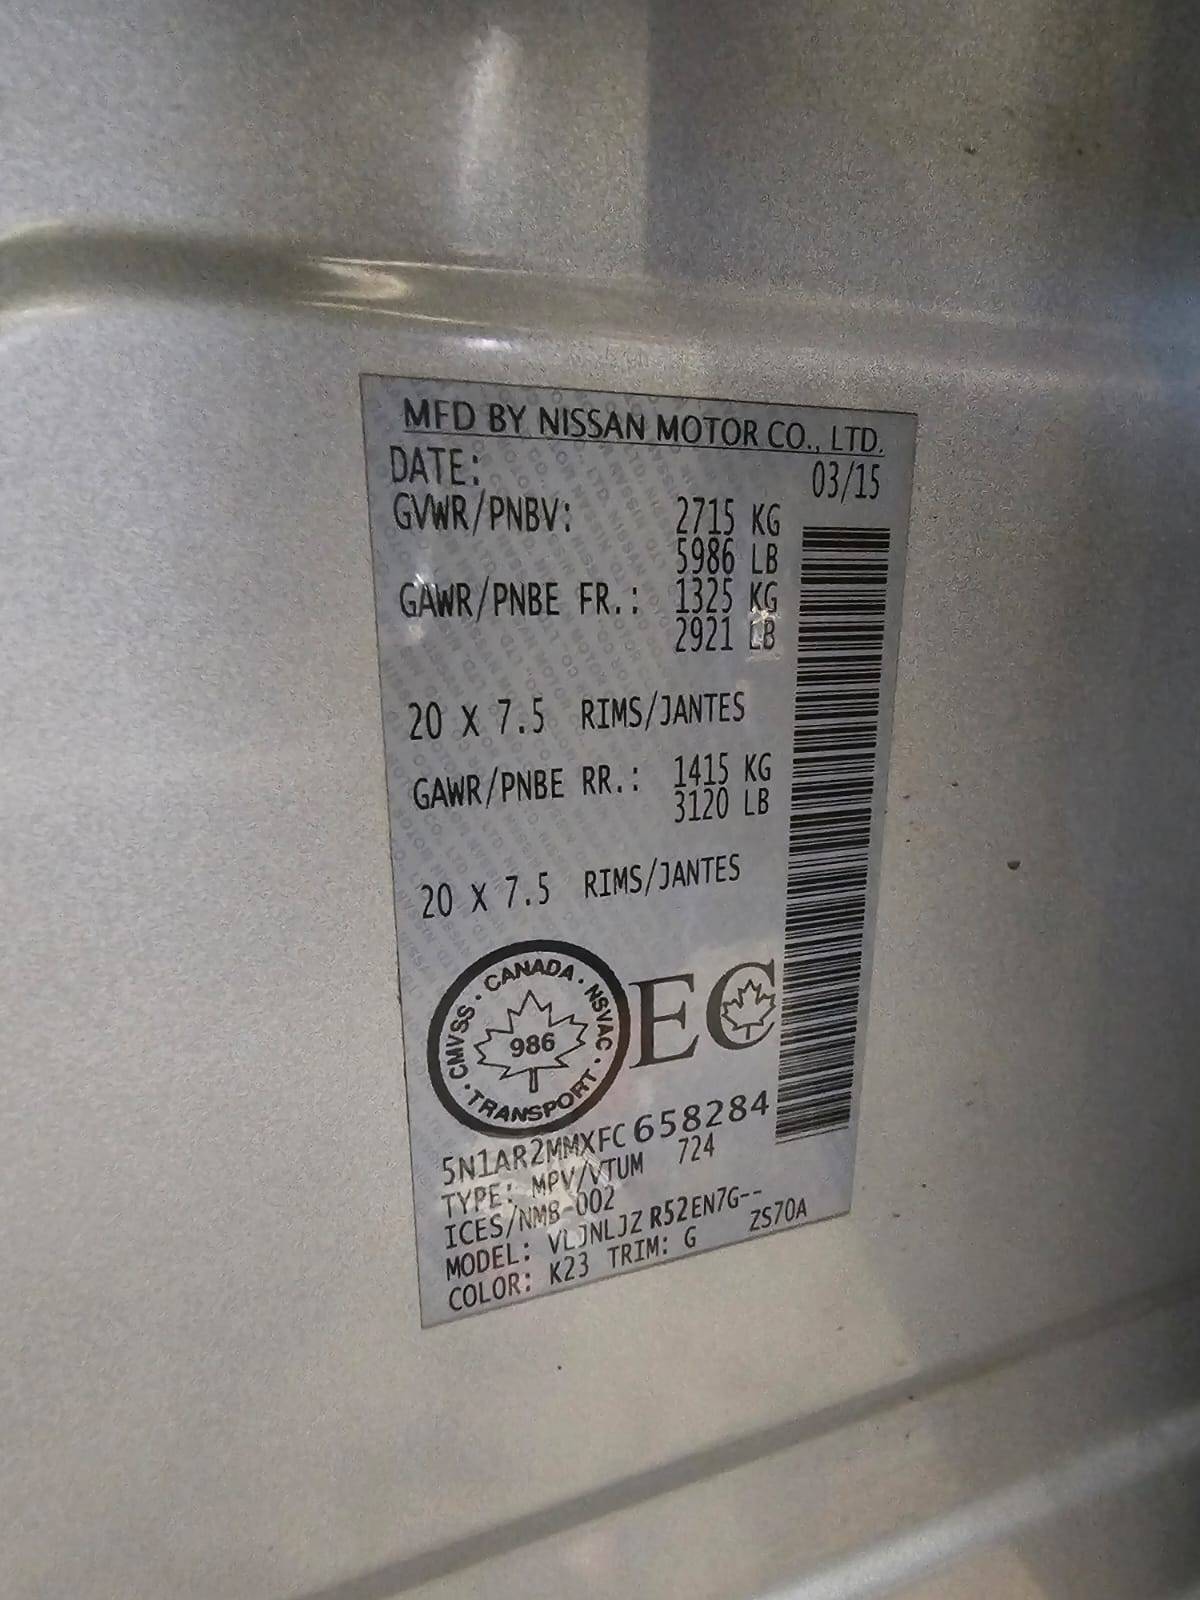 MFD BY NISSAN MOTOR CO., LTD.
DATE: 03/15
GVWR/PNBV: 2715 KG
5986 LB
GAWR/PNBE FR.: 1325 KG
2921 LB
20 X 7.5 RIMS/JANTES
GAWR/PNBE RR.: 1415 KG
3120 LB
20 X 7.5 RIMS/JANTES
CMVSS · CANADA · NSVAC · TRANSPORT ·
986
EC
5N1AR2MMXFC658284
TYPE: MPV/VTUM 724
ICES/NMB-002
MODEL: VLJNLJZ R52EN7G--
COLOR: K23 TRIM: G ZS70A